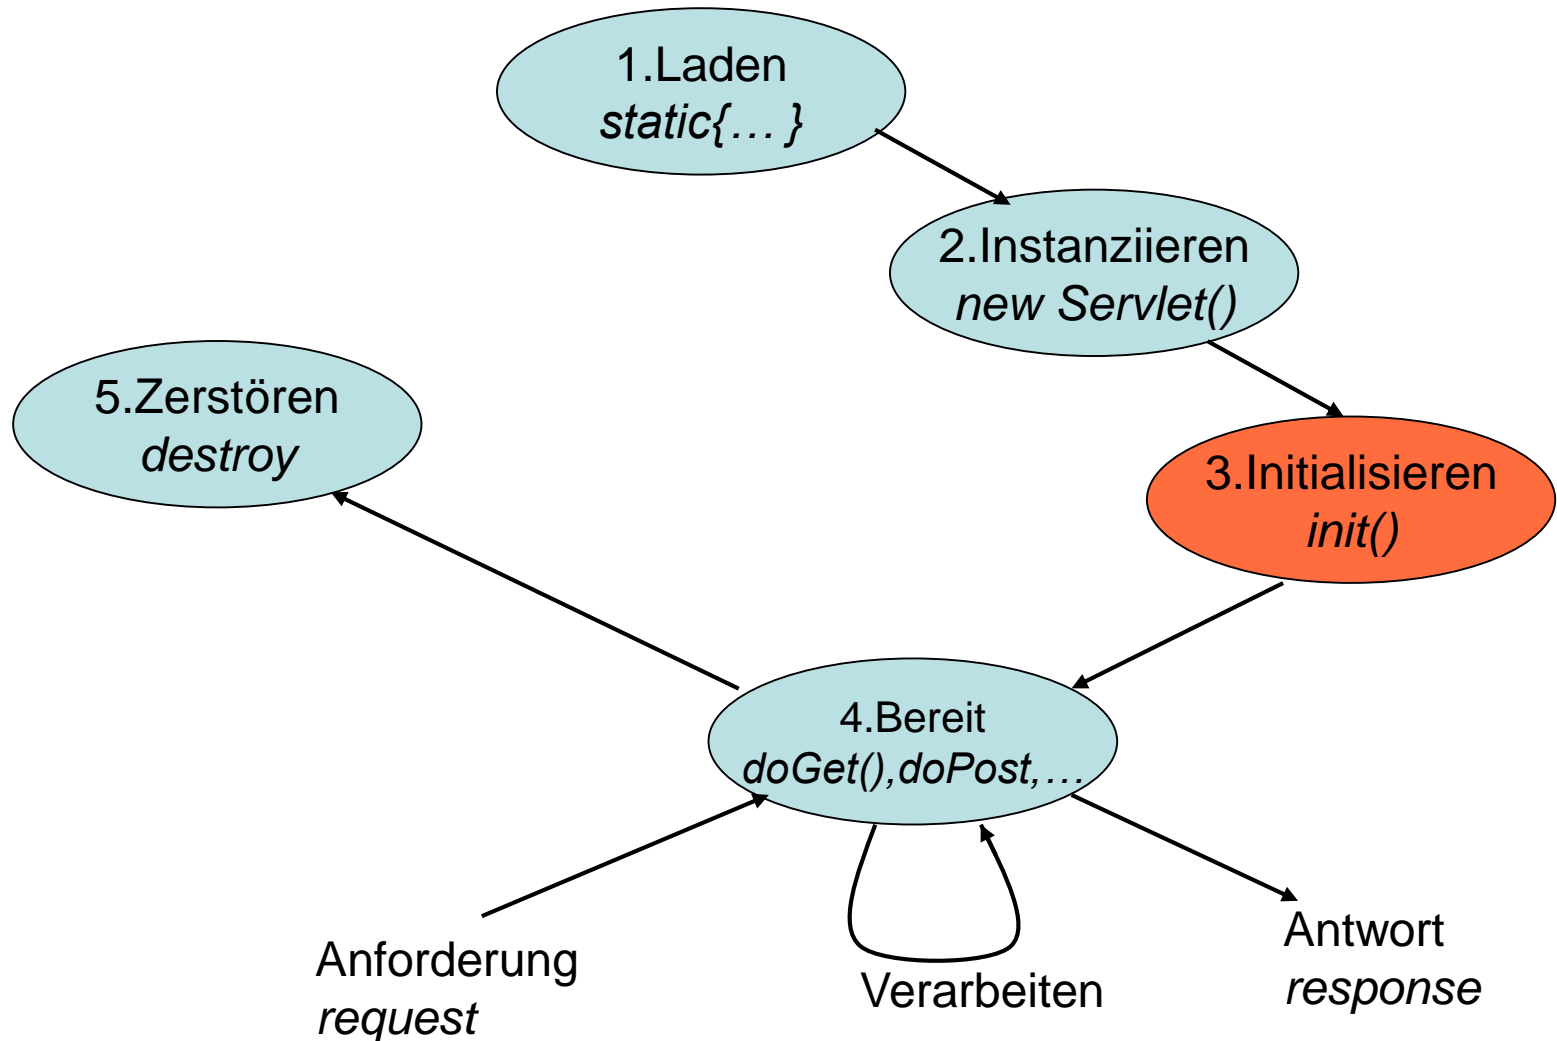 1.Laden
static{… }
2.Instanziieren
new Servlet()
5.Zerstören
destroy
3.Initialisieren
init()
4.Bereit
doGet(),doPost,…
Anforderung
request
Verarbeiten
Antwort
response